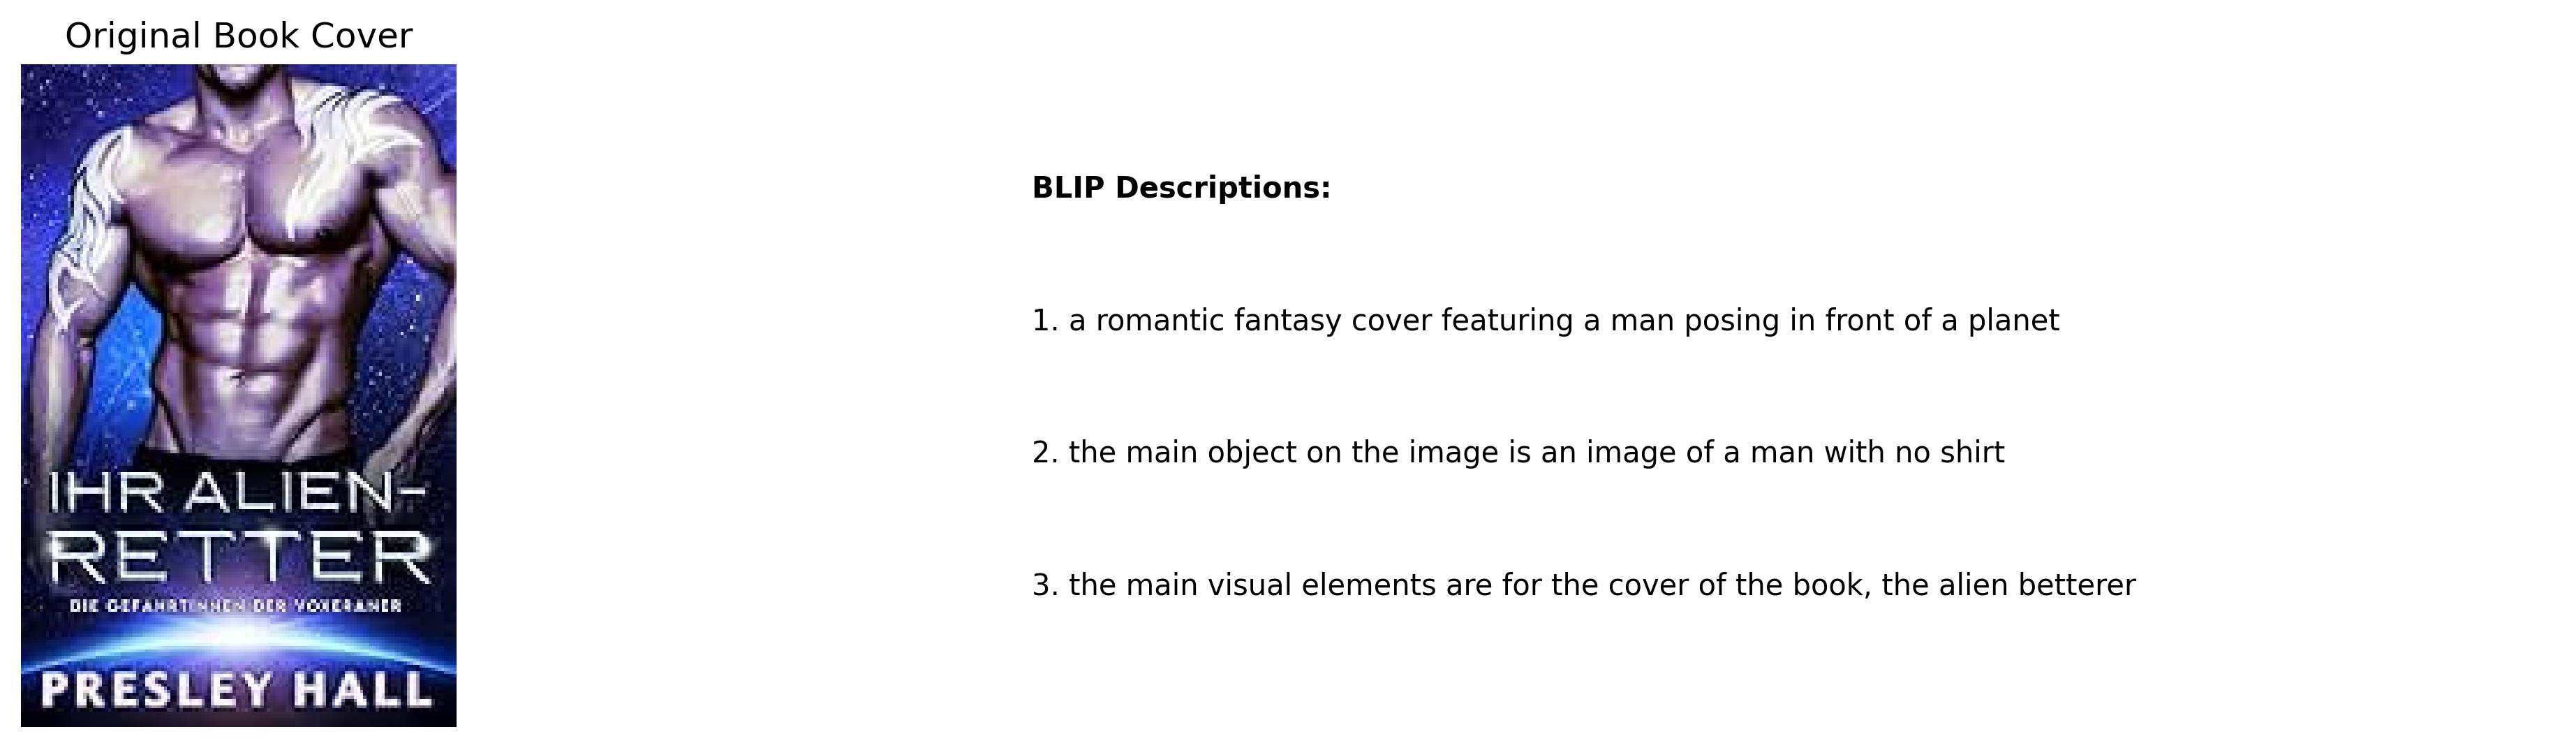 Original Book Cover
IHR ALIEN-
RETTER
DIE GEFÄHRTINNEN DER VOXERANER
PRESLEY HALL
BLIP Descriptions:
1. a romantic fantasy cover featuring a man posing in front of a planet
2. the main object on the image is an image of a man with no shirt
3. the main visual elements are for the cover of the book, the alien betterer